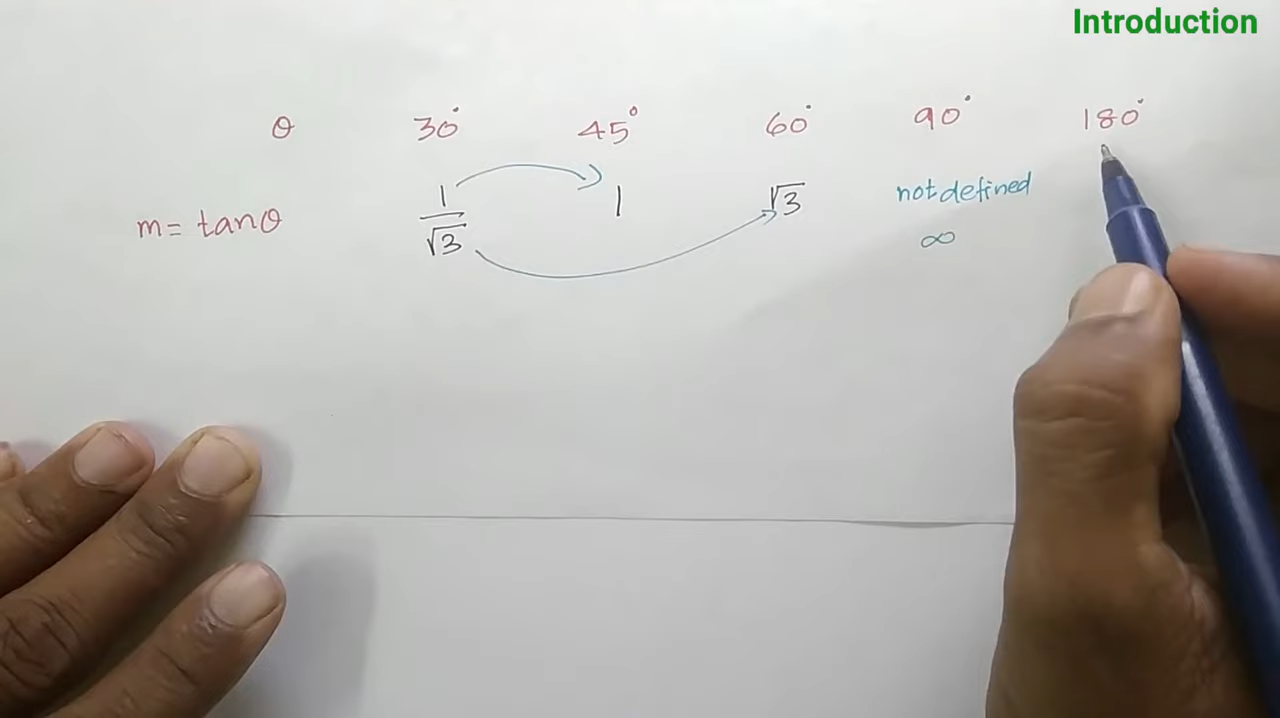 Introduction
θ 30° 45° 60° 90° 180°
m = tanθ 1/√3 1 √3 not defined
∞